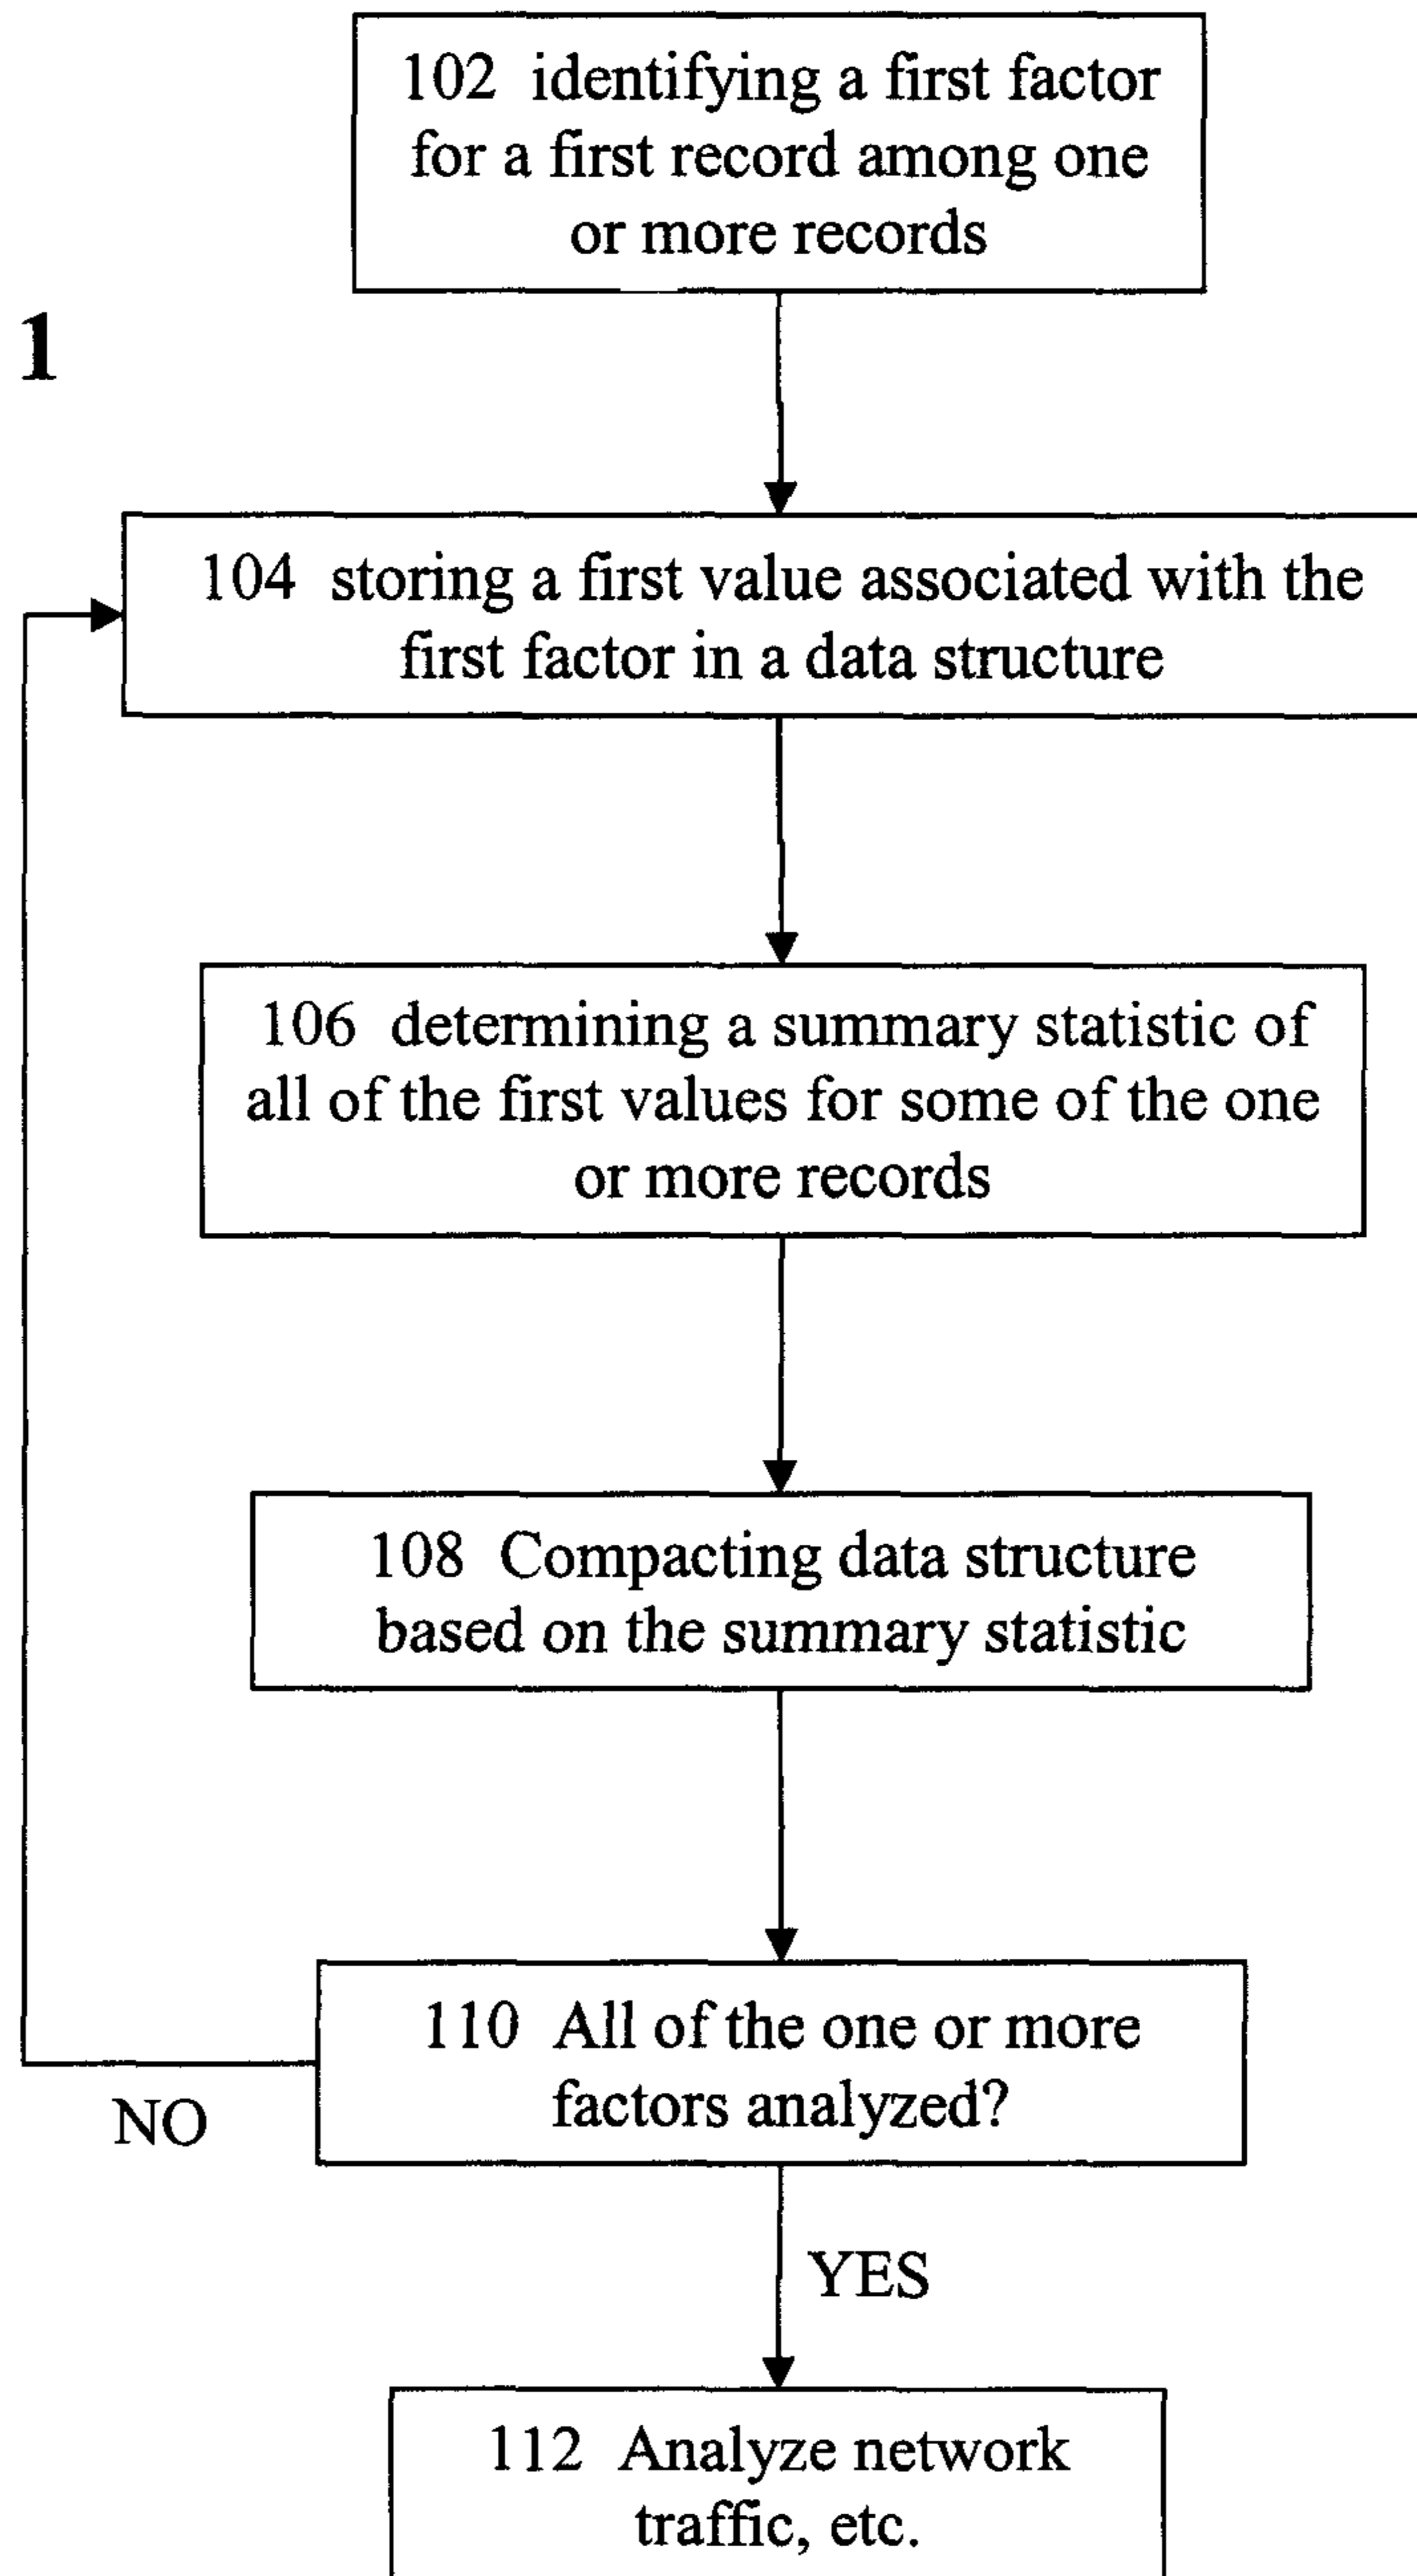 102 identifying a first factor
for a first record among one
or more records
1
104 storing a first value associated with the
first factor in a data structure
106 determining a summary statistic of
all of the first values for some of the one
or more records
108 Compacting data structure
based on the summary statistic
110 All of the one or more
factors analyzed?
NO
YES
112 Analyze network
traffic, etc.